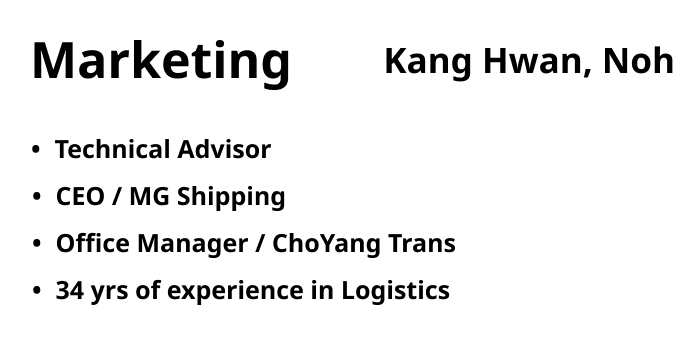 Marketing Kang Hwan, Noh
• Technical Advisor
• CEO / MG Shipping
• Office Manager / ChoYang Trans
• 34 yrs of experience in Logistics